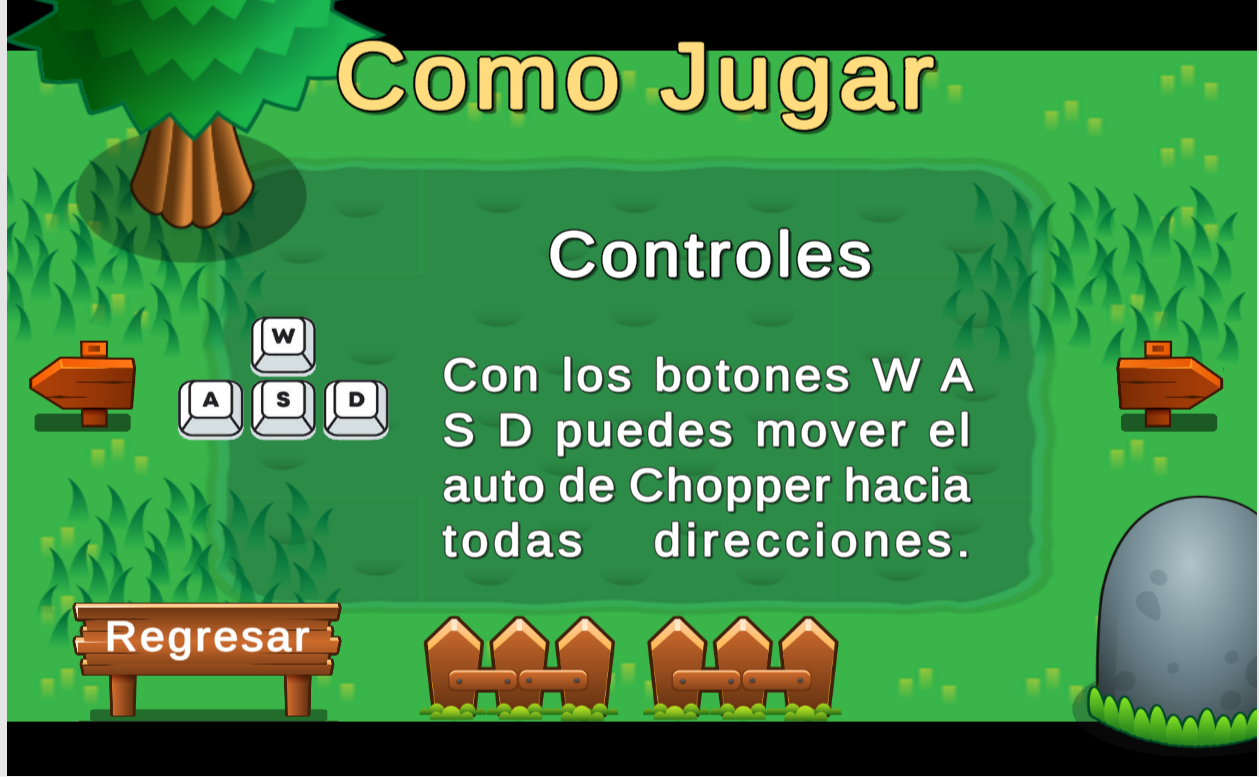 Como Jugar
Controles
W
A S D
Con los botones W A
S D puedes mover el
auto de Chopper hacia
todas direcciones.
Regresar